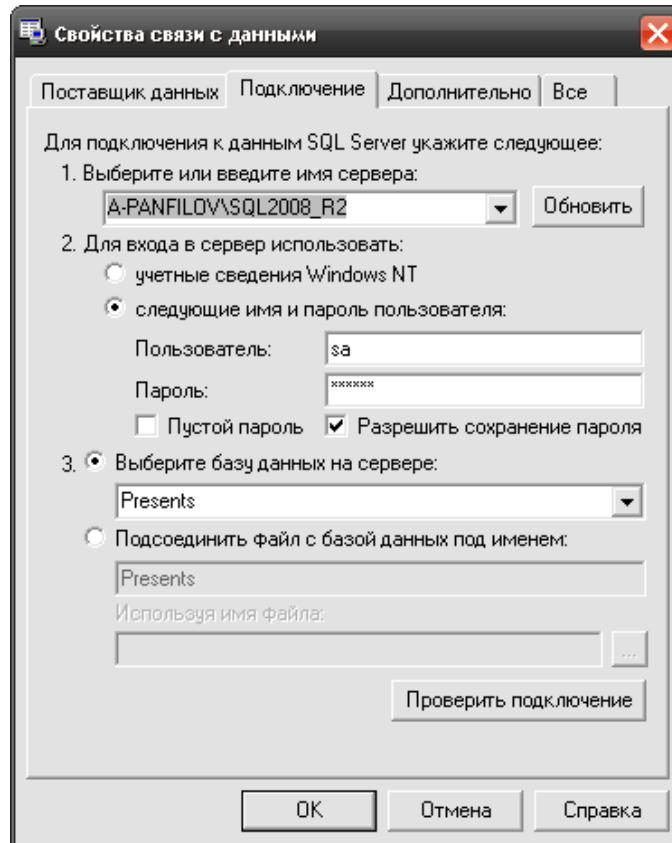 Свойства связи с данными
Поставщик данных Подключение Дополнительно Все
Для подключения к данным SQL Server укажите следующее:
1. Выберите или введите имя сервера:
A-PANFILOV\SQL2008_R2 Обновить
2. Для входа в сервер использовать:
учетные сведения Windows NT
следующие имя и пароль пользователя:
Пользователь: sa
Пароль: ******
Пустой пароль Разрешить сохранение пароля
3. Выберите базу данных на сервере:
Presents
Подсоединить файл с базой данных под именем:
Presents
Используя имя файла:
...
Проверить подключение
OK Отмена Справка